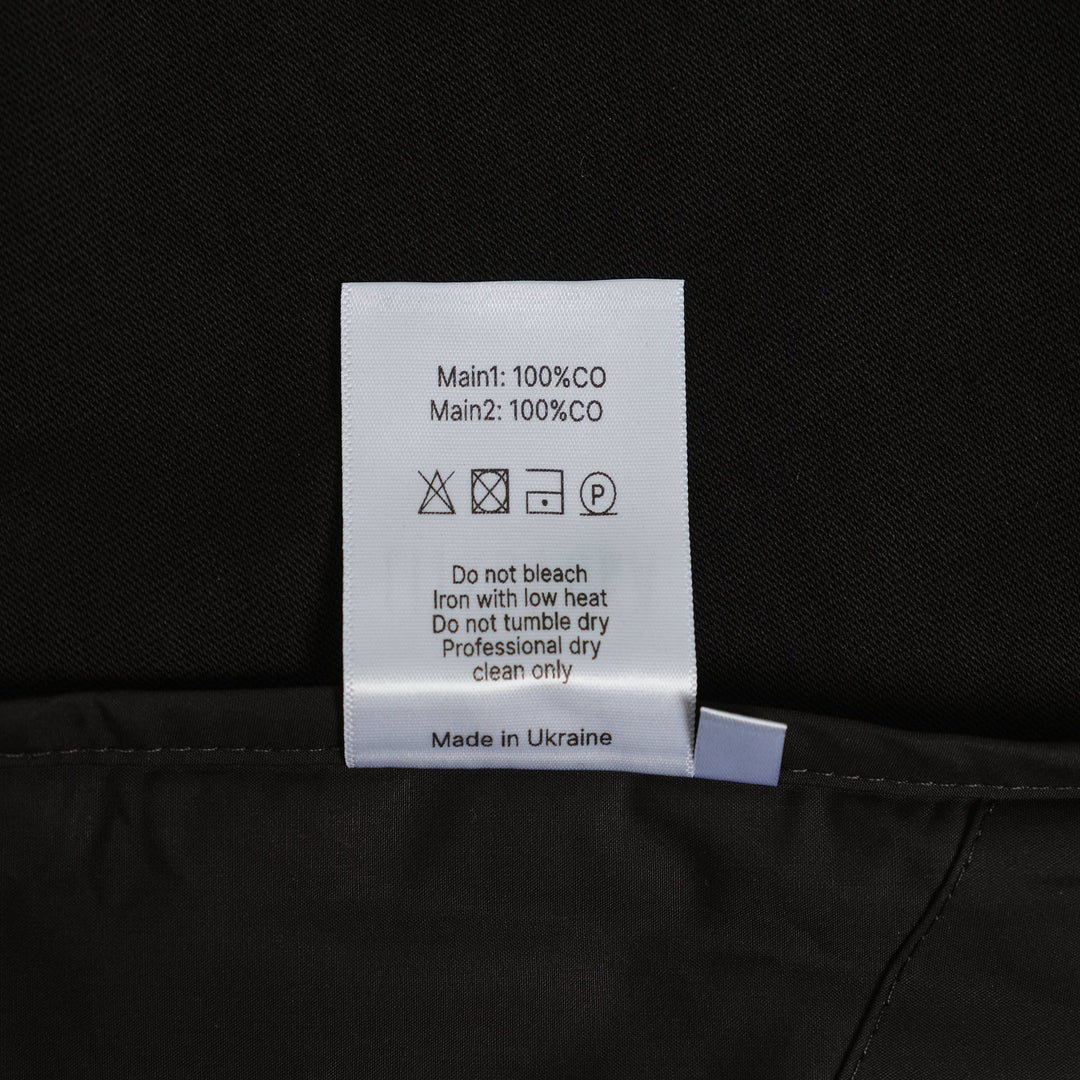 Main1: 100%CO
Main2: 100%CO
P
Do not bleach
Iron with low heat
Do not tumble dry
Professional dry
clean only
Made in Ukraine